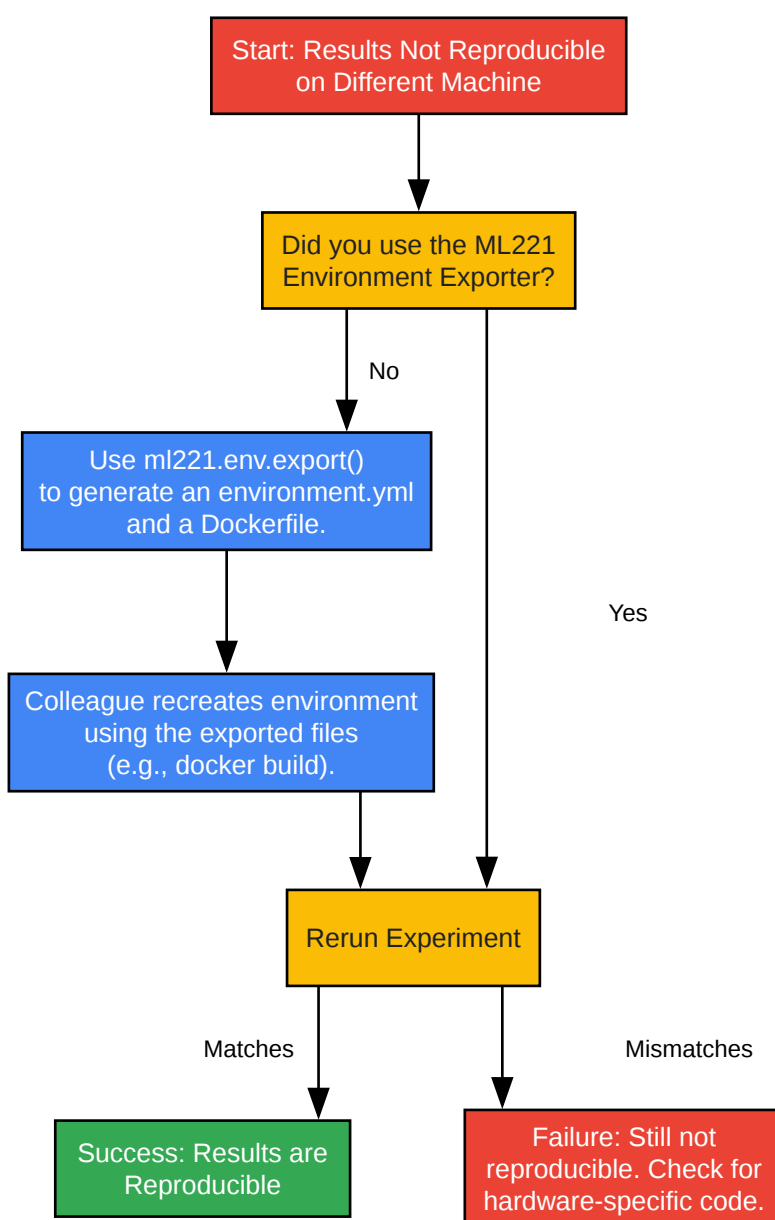 Start: Results Not Reproducible
on Different Machine
Did you use the ML221
Environment Exporter?
No
Use ml221.env.export()
to generate an environment.yml
and a Dockerfile.
Yes
Colleague recreates environment
using the exported files
(e.g., docker build).
Rerun Experiment
Matches
Mismatches
Success: Results are
Reproducible
Failure: Still not
reproducible. Check for
hardware-specific code.